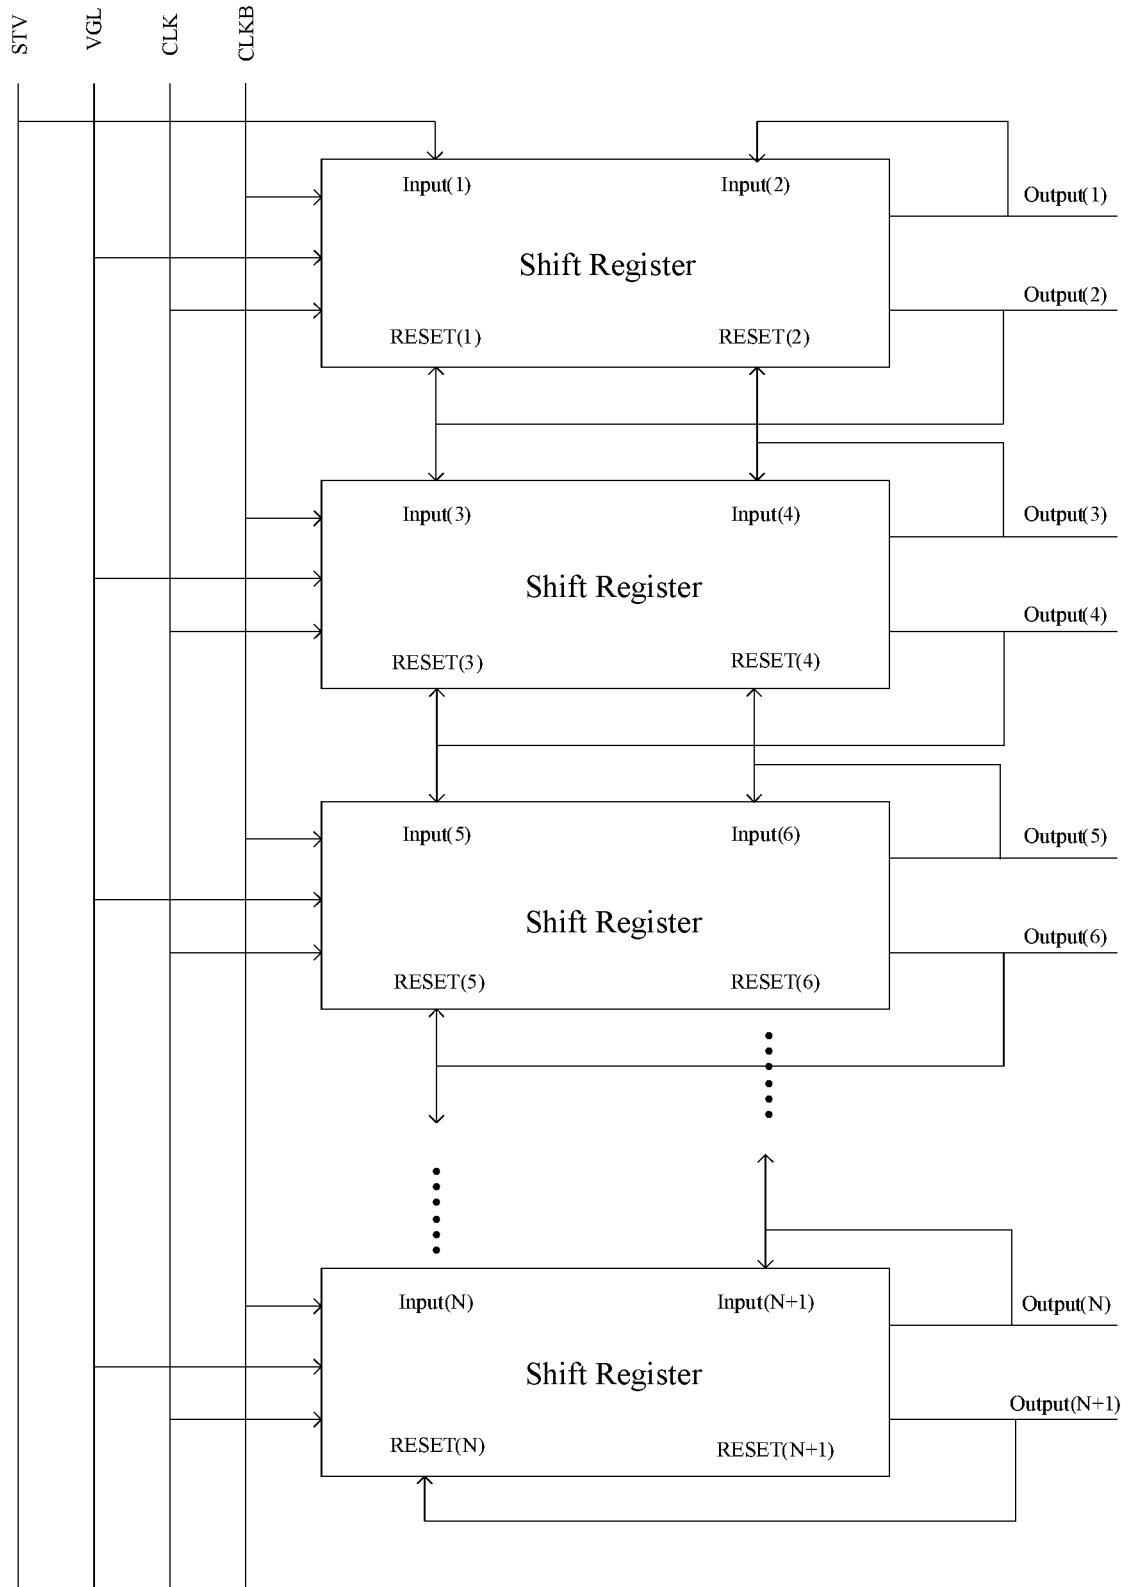 STV
VGL
CLK
CLKB
Input(1)
Input(2)
Output(1)
Shift Register
Output(2)
RESET(1)
RESET(2)
Input(3)
Input(4)
Output(3)
Shift Register
Output(4)
RESET(3)
RESET(4)
Input(5)
Input(6)
Output(5)
Shift Register
Output(6)
RESET(5)
RESET(6)
Input(N)
Input(N+1)
Output(N)
Shift Register
Output(N+1)
RESET(N)
RESET(N+1)